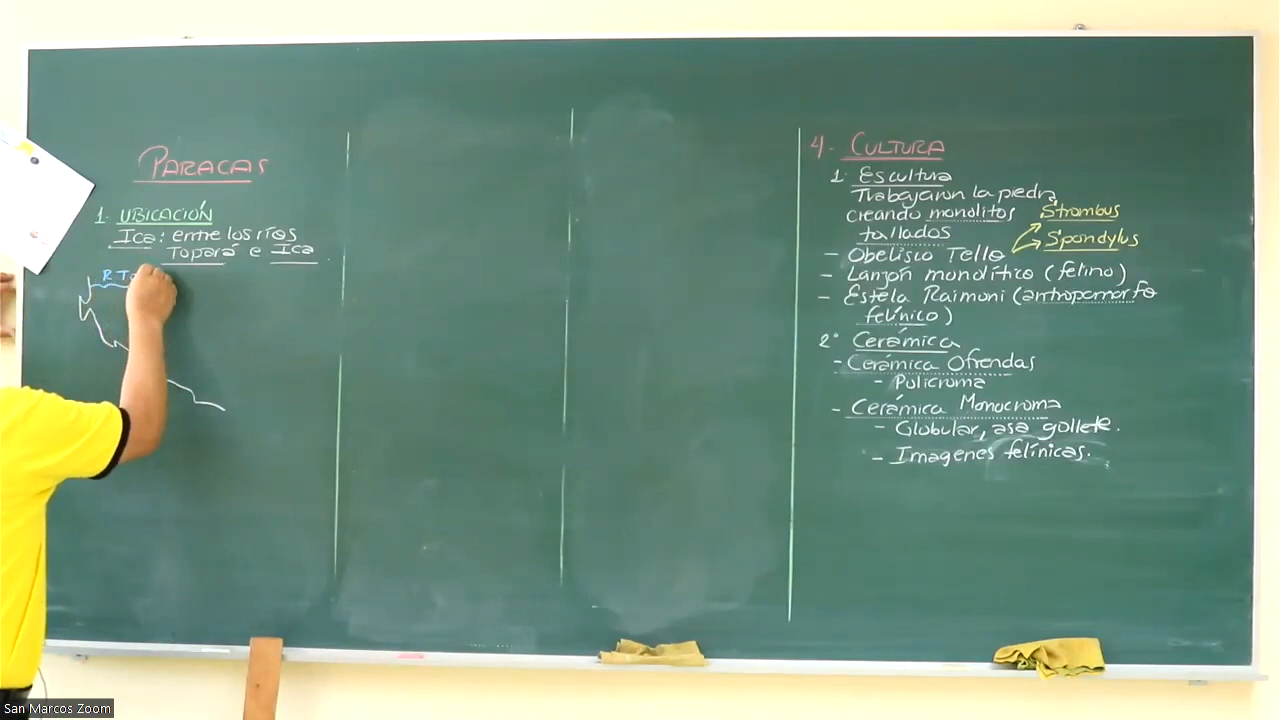 PARACAS
1. UBICACIÓN
Ica: entre los ríos
Topará e Ica.
R. To
4. CULTURA
1. Escultura
Trabajaron la piedra,
creando monolitos
tallados
Strombus
Spondylus
- Obelisco Tello
- Lanzón monolítico (felino)
- Estela Raimoni (antropomorfo
felínico)
2° Cerámica
- Cerámica Ofrendas
- Policroma
- Cerámica Monocroma
- Globular, asa gollete.
- Imagenes felínicas.
San Marcos Zoom